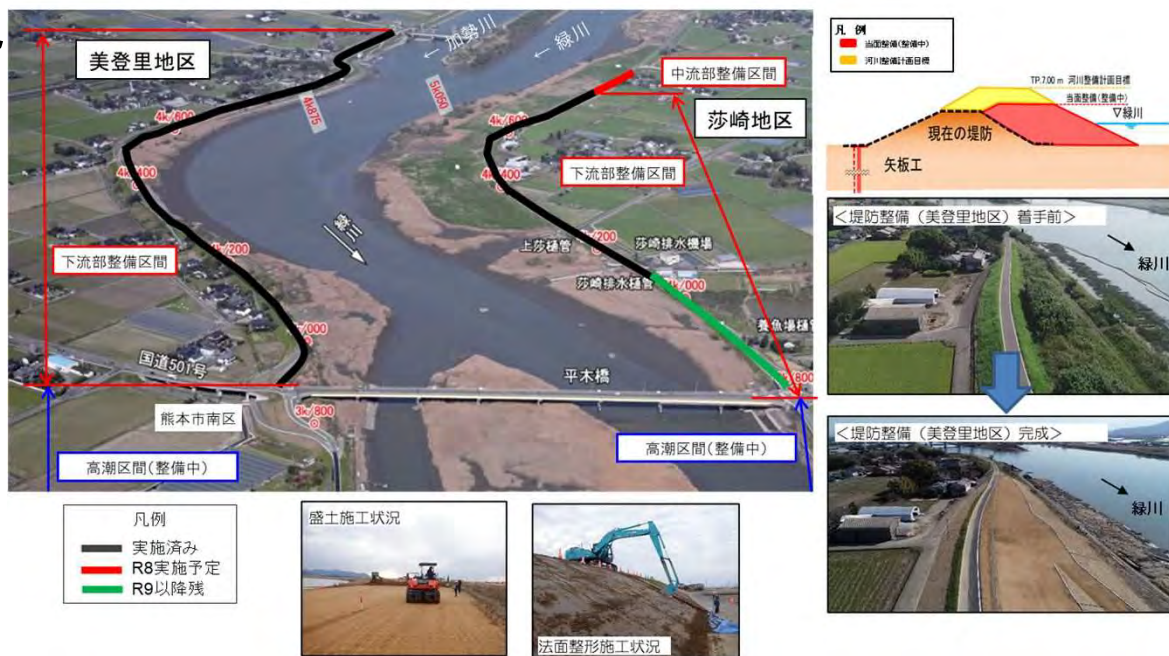 美登里地区
← 加勢川
← 緑川
中流部整備区間
莎崎地区
4k875
5k050
4k/600
4k/600
4k/400
4k/400
下流部整備区間
緑川
4k/200
上莎樋管
莎崎排水機場
下流部整備区間
莎崎排水樋管
養魚場樋管
国道501号
平木橋
熊本市南区
3k/800
高潮区間(整備中)
高潮区間(整備中)
凡例
実施済み
R8実施予定
R9以降残
盛土施工状況
法面整形施工状況
凡 例
当面整備(整備中)
河川整備計画目標
TP.7.00 m 河川整備計画目標
当面整備(整備中)
▽緑川
現在の堤防
矢板工
<堤防整備(美登里地区)着手前>
緑川
<堤防整備(美登里地区)完成>
緑川